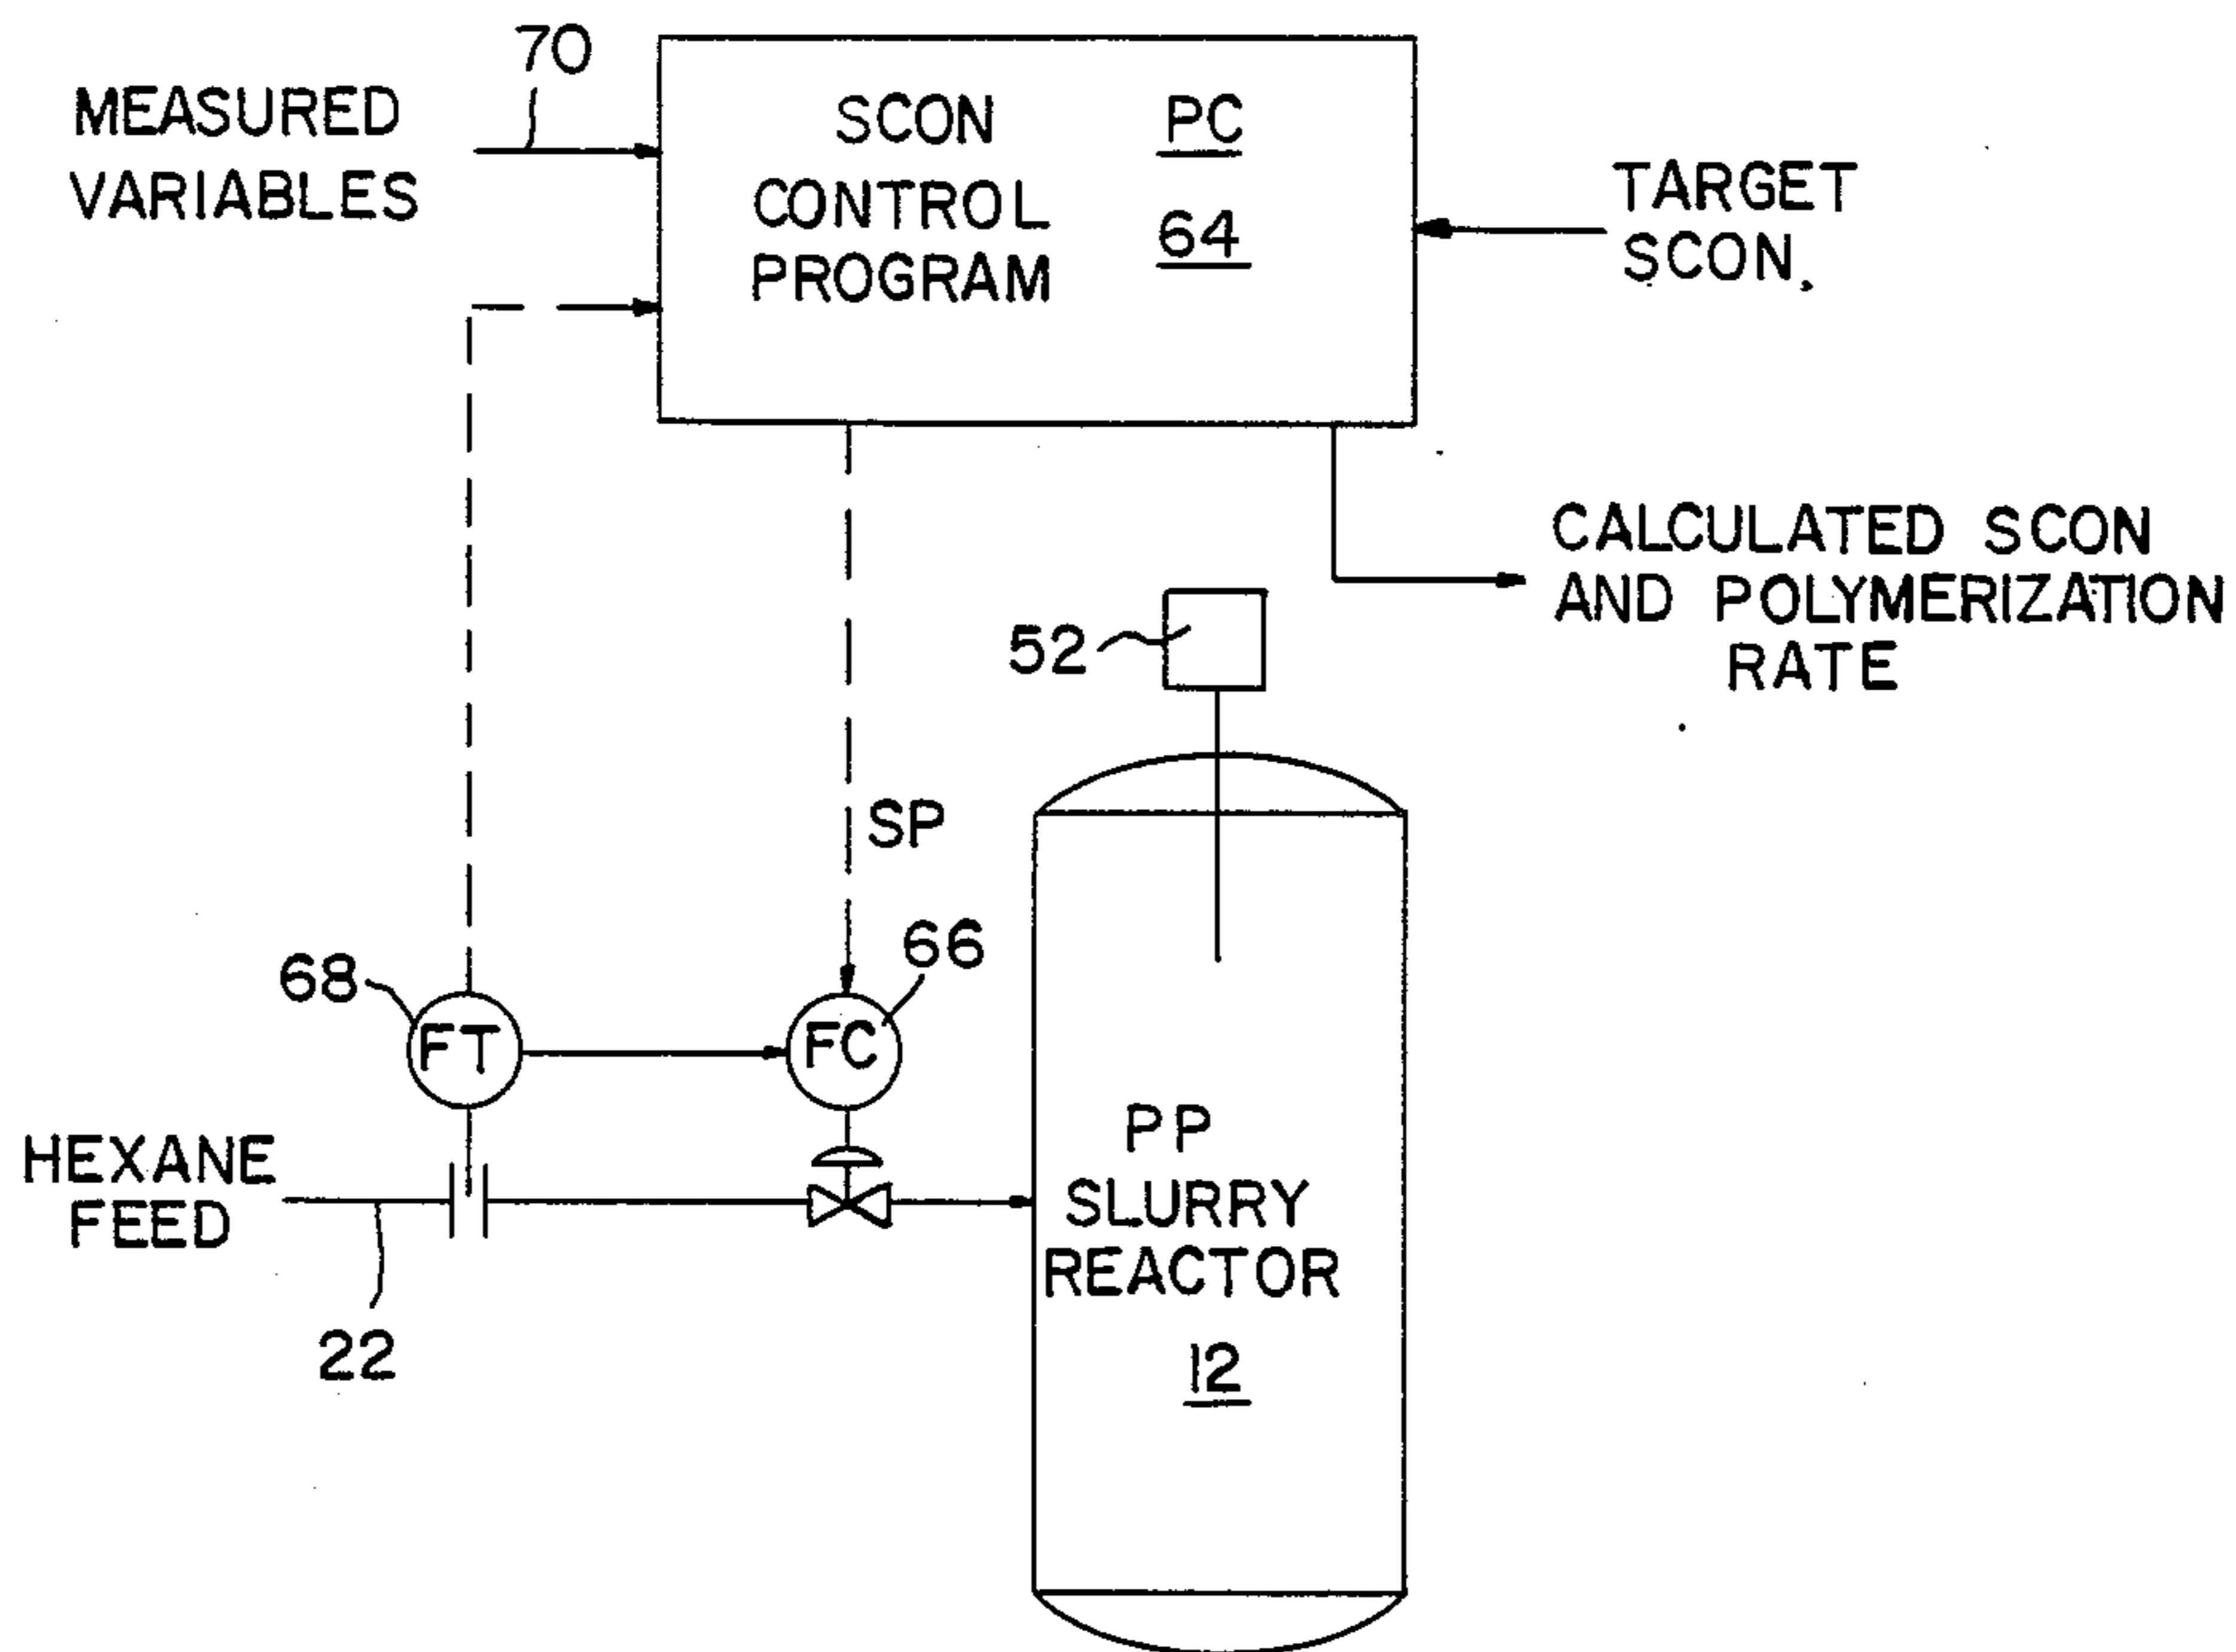 70
MEASURED
VARIABLES
SCON
CONTROL
PROGRAM
PC
64
TARGET
SCON.
CALCULATED SCON
AND POLYMERIZATION
RATE
52
SP
66
68
FT
FC
HEXANE
FEED
22
PP
SLURRY
REACTOR
12